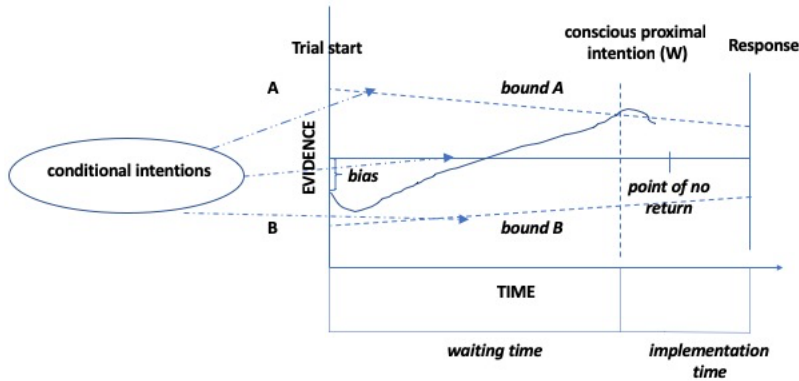 conscious proximal
intention (W)
Trial start
Response
A
bound A
EVIDENCE
conditional intentions
bias
point of no
return
B
bound B
TIME
waiting time
implementation
time